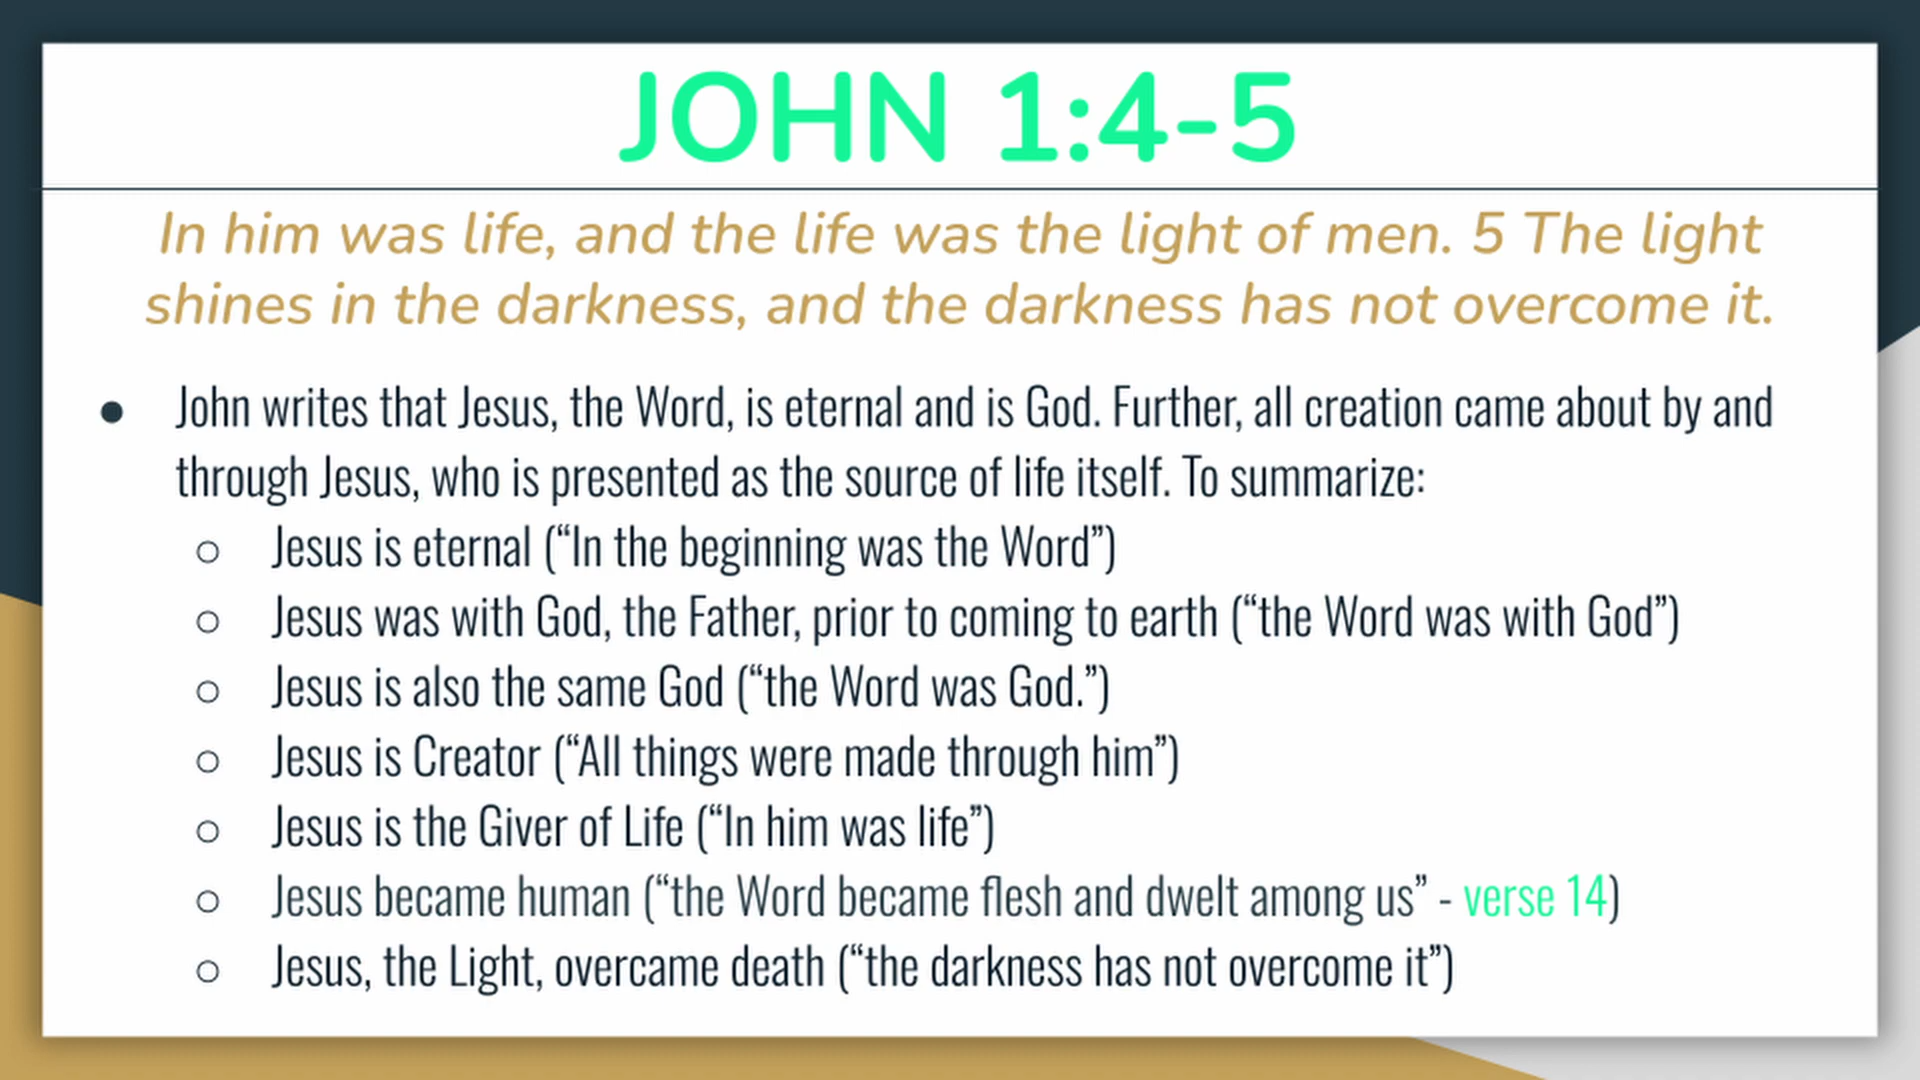 JOHN 1:4-5
In him was life, and the life was the light of men. 5 The light
shines in the darkness, and the darkness has not overcome it.
● John writes that Jesus, the Word, is eternal and is God. Further, all creation came about by and
through Jesus, who is presented as the source of life itself. To summarize:
○ Jesus is eternal (“In the beginning was the Word”)
○ Jesus was with God, the Father, prior to coming to earth (“the Word was with God”)
○ Jesus is also the same God (“the Word was God.”)
○ Jesus is Creator (“All things were made through him”)
○ Jesus is the Giver of Life (“In him was life”)
○ Jesus became human (“the Word became flesh and dwelt among us” - verse 14)
○ Jesus, the Light, overcame death (“the darkness has not overcome it”)